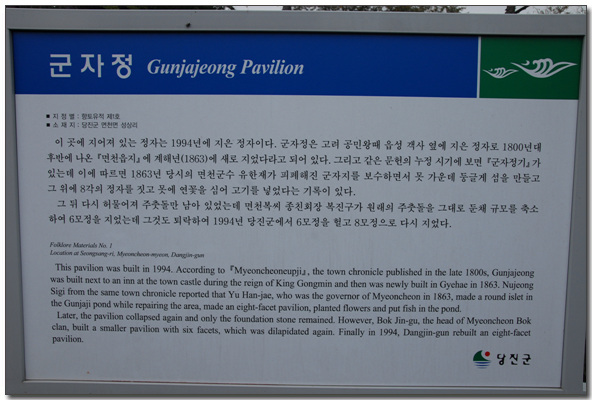 군자정 Gunjajeong Pavilion
■ 지 정 별 : 향토유적 제1호
■ 소 재 지 : 당진군 면천면 성상리
이 곳에 지어져 있는 정자는 1994년에 지은 정자이다. 군자정은 고려 공민왕때 읍성 객사 옆에 지은 정자로 1800년대
후반에 나온 『면천읍지』에 계해년(1863)에 새로 지었다라고 되어 있다. 그리고 같은 문헌의 누정 시기에 보면 『군자정기』가
있는데 이에 따르면 1863년 당시의 면천군수 유한재가 피폐해진 군자지를 보수하면서 못 가운데 둥글게 섬을 만들고
그 위에 8각의 정자를 짓고 못에 연꽃을 심어 고기를 넣었다는 기록이 있다.
그 뒤 다시 허물어져 주춧돌만 남아 있었는데 면천복씨 종친회장 복진구가 원래의 주춧돌을 그대로 둔채 규모를 축소
하여 6모정을 지었는데 그것도 퇴락하여 1994년 당진군에서 6모정을 헐고 8모정으로 다시 지었다.
Folklore Materials No. 1
Location at Seongsang-ri, Myeoncheon-myeon, Dangjin-gun
This pavilion was built in 1994. According to 『Myeoncheoneupji』, the town chronicle published in the late 1800s, Gunjajeong
was built next to an inn at the town castle during the reign of King Gongmin and then was newly built in Gyehae in 1863. Nujeong
Sigi from the same town chronicle reported that Yu Han-jae, who was the governor of Myeoncheon in 1863, made a round islet in
the Gunjaji pond while repairing the area, made an eight-facet pavilion, planted flowers and put fish in the pond.
Later, the pavilion collapsed again and only the foundation stone remained. However, Bok Jin-gu, the head of Myeoncheon Bok
clan, built a smaller pavilion with six facets, which was dilapidated again. Finally in 1994, Dangjin-gun rebuilt an eight-facet
pavilion.
당진군